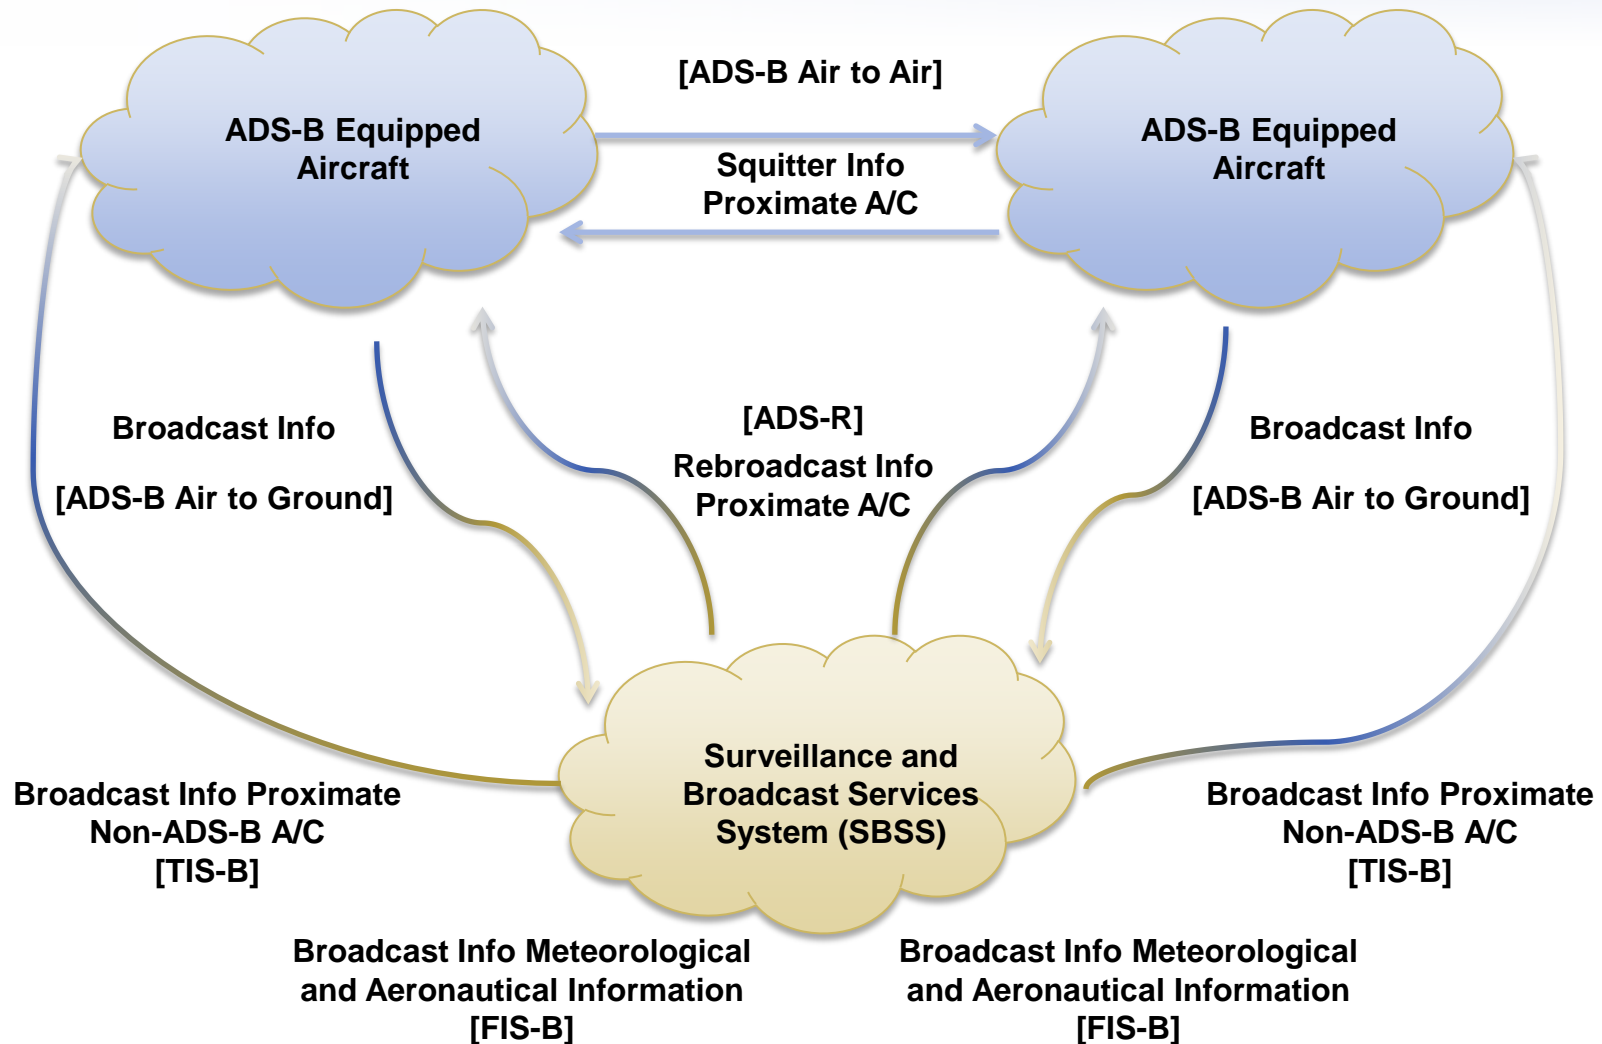 [ADS-B Air to Air]
ADS-B Equipped
Aircraft
ADS-B Equipped
Aircraft
Squitter Info
Proximate A/C
Broadcast Info
[ADS-B Air to Ground]
[ADS-R]
Rebroadcast Info
Proximate A/C
Broadcast Info
[ADS-B Air to Ground]
Surveillance and
Broadcast Services
System (SBSS)
Broadcast Info Proximate
Non-ADS-B A/C
[TIS-B]
Broadcast Info Proximate
Non-ADS-B A/C
[TIS-B]
Broadcast Info Meteorological
and Aeronautical Information
[FIS-B]
Broadcast Info Meteorological
and Aeronautical Information
[FIS-B]